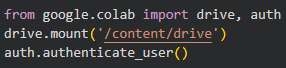 from google.colab import drive, auth
drive.mount('/content/drive')
auth.authenticate_user()